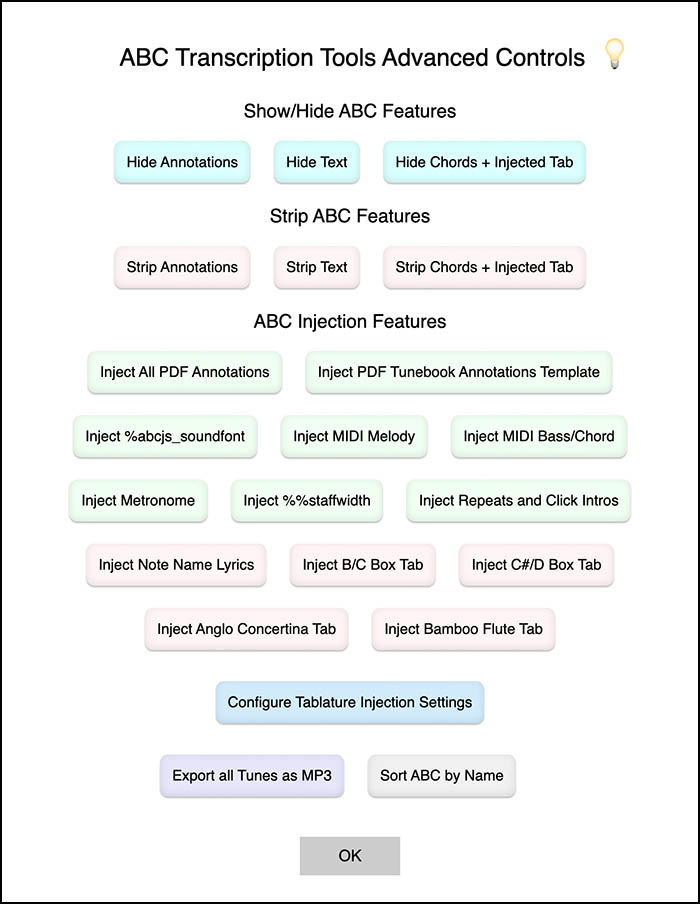 ABC Transcription Tools Advanced Controls
Show/Hide ABC Features
Hide Annotations Hide Text Hide Chords + Injected Tab
Strip ABC Features
Strip Annotations Strip Text Strip Chords + Injected Tab
ABC Injection Features
Inject All PDF Annotations Inject PDF Tunebook Annotations Template
Inject %abcjs_soundfont Inject MIDI Melody Inject MIDI Bass/Chord
Inject Metronome Inject %%staffwidth Inject Repeats and Click Intros
Inject Note Name Lyrics Inject B/C Box Tab Inject C#/D Box Tab
Inject Anglo Concertina Tab Inject Bamboo Flute Tab
Configure Tablature Injection Settings
Export all Tunes as MP3 Sort ABC by Name
OK